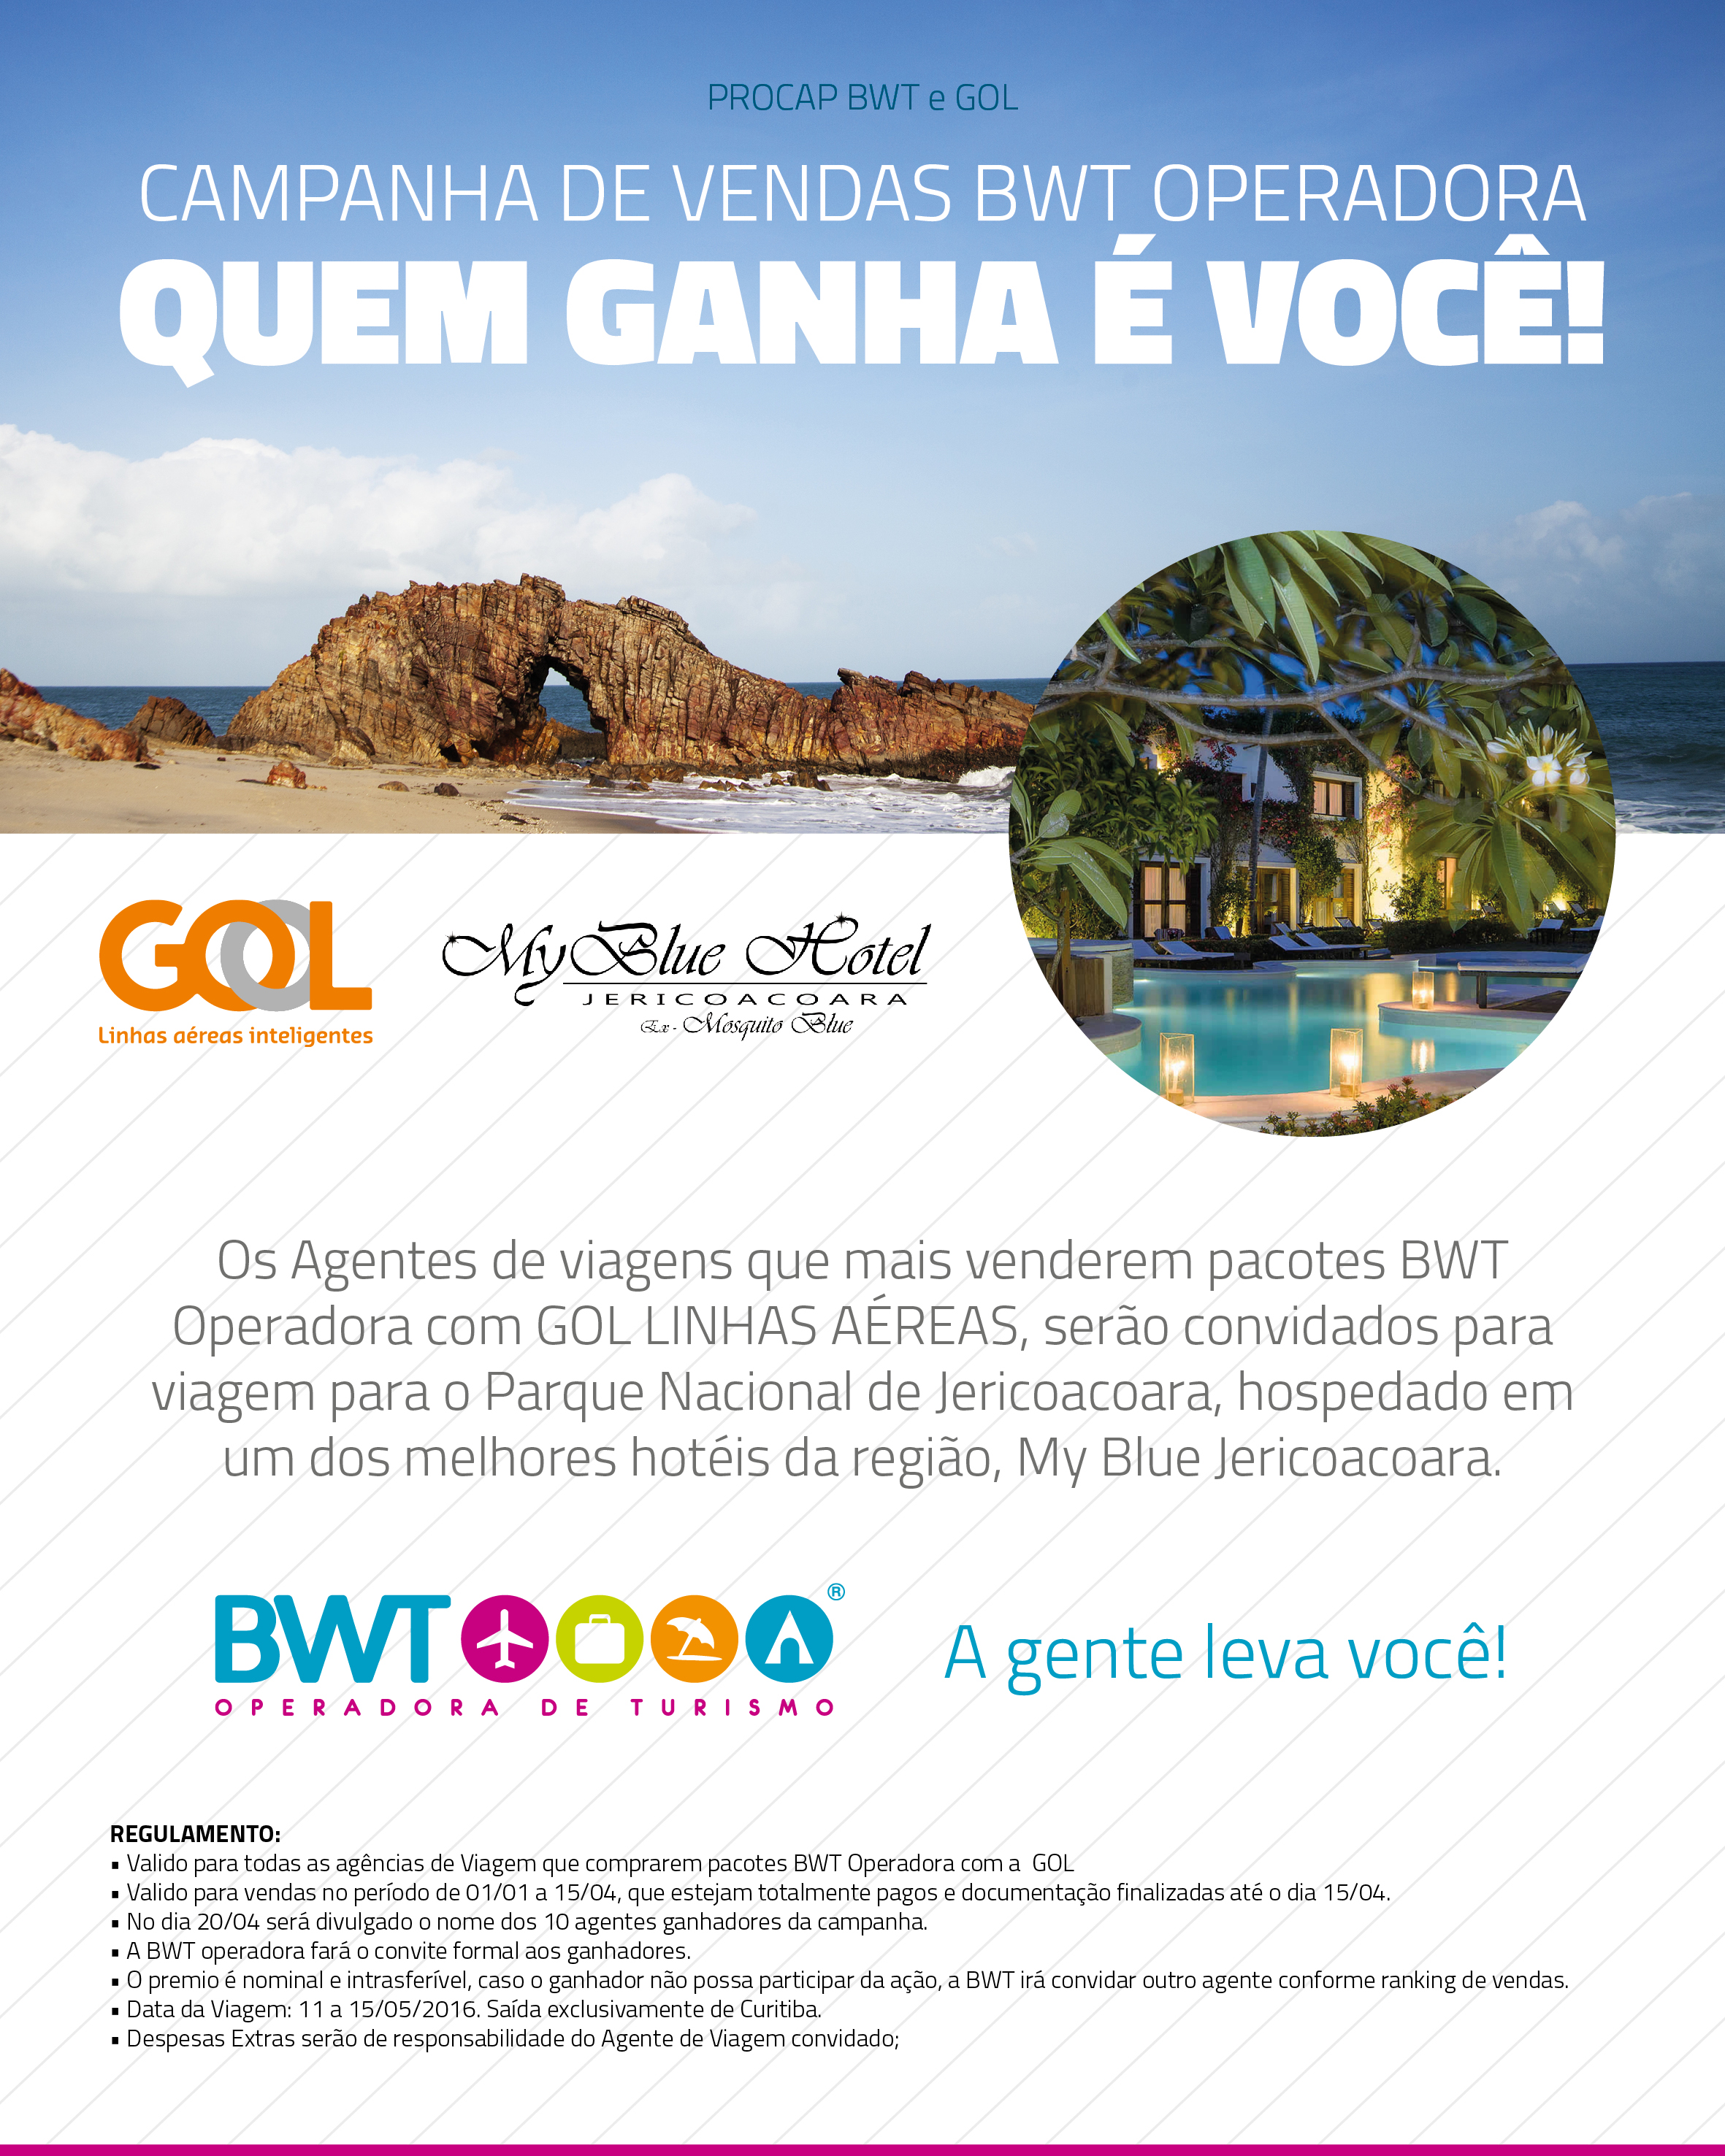 PROCAP BWT e GOL
CAMPANHA DE VENDAS BWT OPERADORA
QUEM GANHA É VOCÊ!
GOL
Linhas aéreas inteligentes
My Blue Hotel
JERICOACOARA
Ex - Mosquito Blue
Os Agentes de viagens que mais venderem pacotes BWT
Operadora com GOL LINHAS AÉREAS, serão convidados para
viagem para o Parque Nacional de Jericoacoara, hospedado em
um dos melhores hotéis da região, My Blue Jericoacoara.
BWT ®
OPERADORA DE TURISMO
A gente leva você!
REGULAMENTO:
▪ Valido para todas as agências de Viagem que comprarem pacotes BWT Operadora com a  GOL
▪ Valido para vendas no período de 01/01 a 15/04, que estejam totalmente pagos e documentação finalizadas até o dia 15/04.
▪ No dia 20/04 será divulgado o nome dos 10 agentes ganhadores da campanha.
▪ A BWT operadora fará o convite formal aos ganhadores.
▪ O premio é nominal e intrasferível, caso o ganhador não possa participar da ação, a BWT irá convidar outro agente conforme ranking de vendas.
▪ Data da Viagem: 11 a 15/05/2016. Saída exclusivamente de Curitiba.
▪ Despesas Extras serão de responsabilidade do Agente de Viagem convidado;